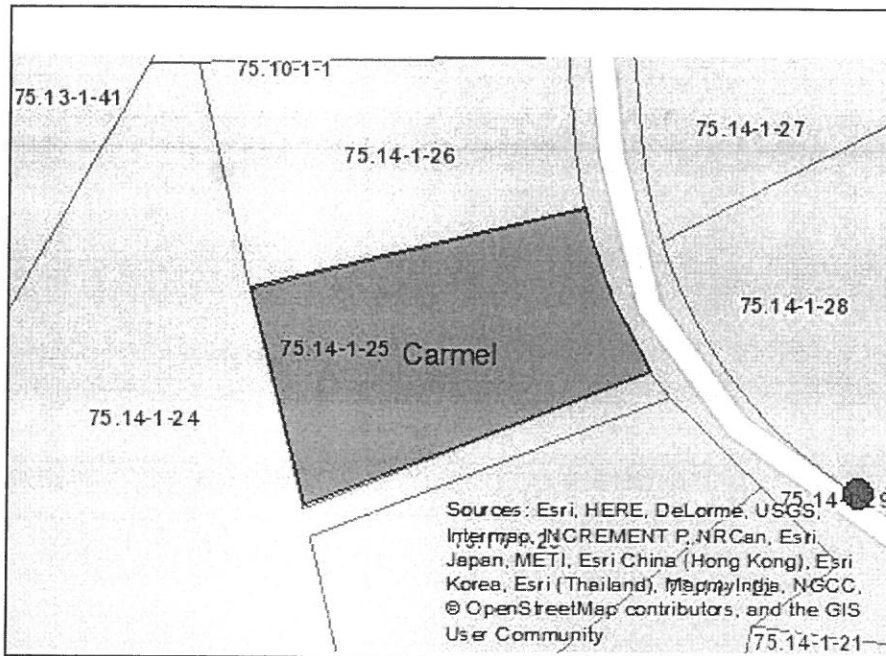 75.10-1-1
75.13-1-41
75.14-1-27
75.14-1-26
75.14-1-28
75.14-1-25 Carmel
75.14-1-24
Sources: Esri, HERE, DeLorme, USGS,
Intermap, INCREMENT P, NRCan, Esri
Japan, METI, Esri China (Hong Kong), Esri
Korea, Esri (Thailand), MapmyIndia, NGCC,
© OpenStreetMap contributors, and the GIS
User Community
75.14-1-21